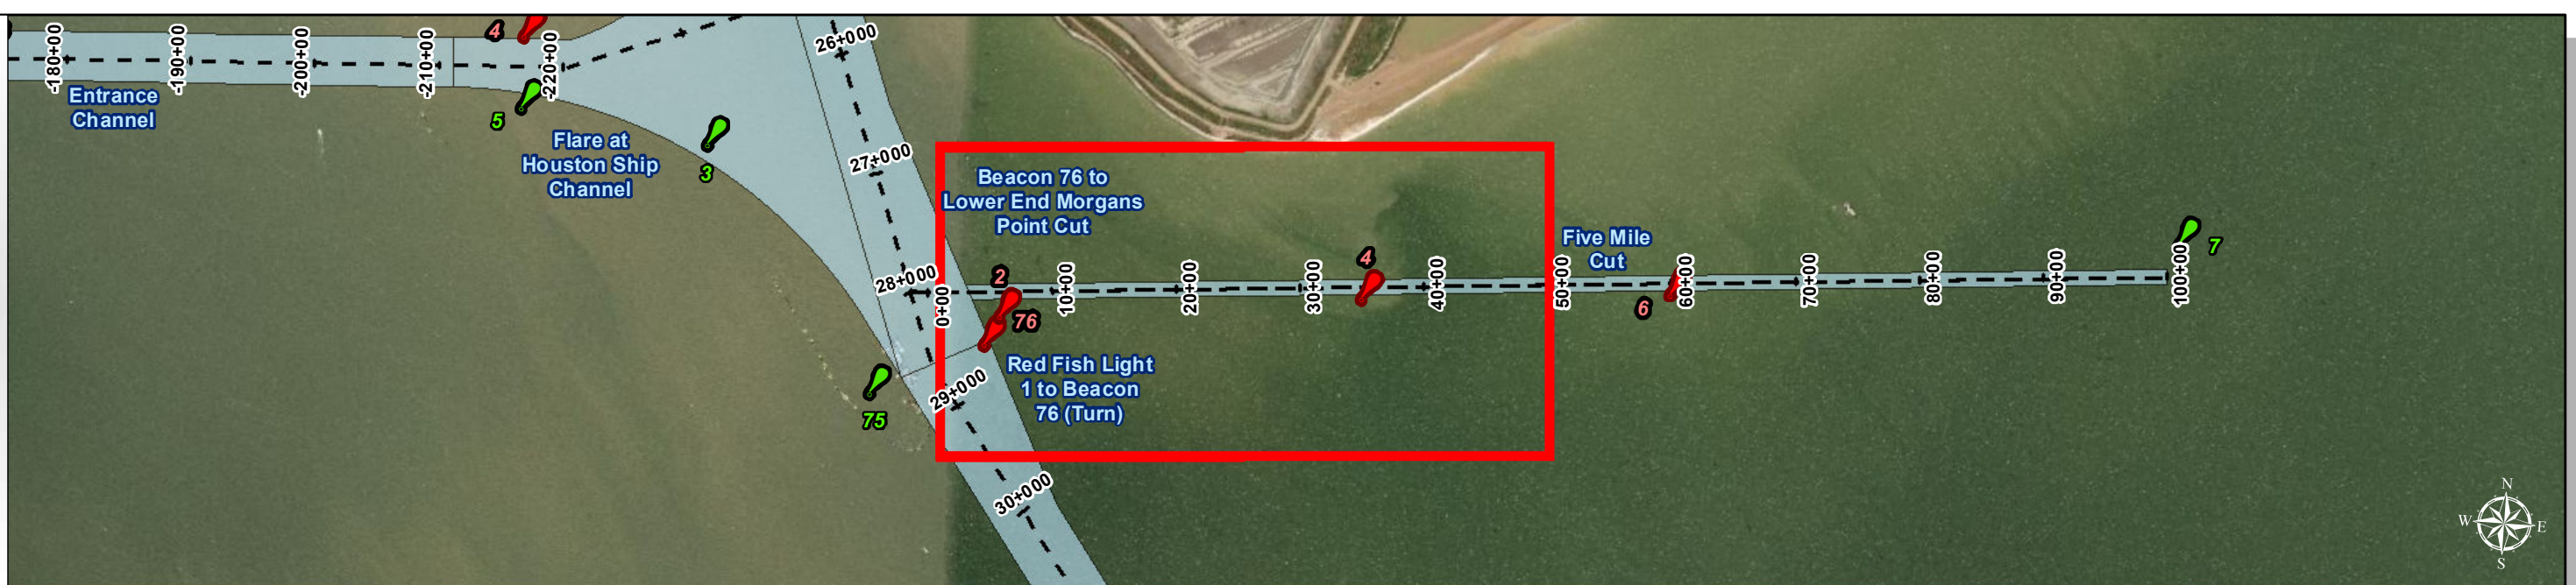 -180+00
-190+00
-200+00
-210+00
4
-220+00
26+000
Entrance
Channel
5
Flare at
Houston Ship
Channel
3
27+000
Beacon 76 to
Lower End Morgans
Point Cut
28+000
0+00
2
76
10+00
20+00
30+00
4
40+00
50+00
Five Mile
Cut
6
60+00
70+00
80+00
90+00
100+00
7
75
29+000
Red Fish Light
1 to Beacon
76 (Turn)
30+000
N
W
E
S